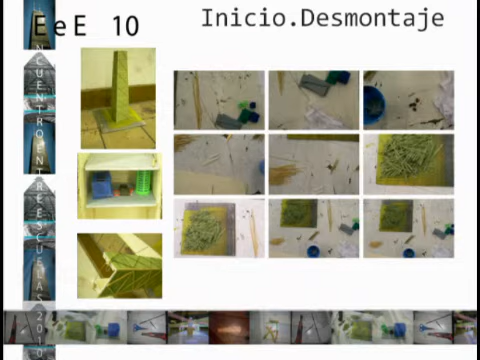 EeE 10
Inicio.Desmontaje
ENCUENTROENTREESCUELAS2010